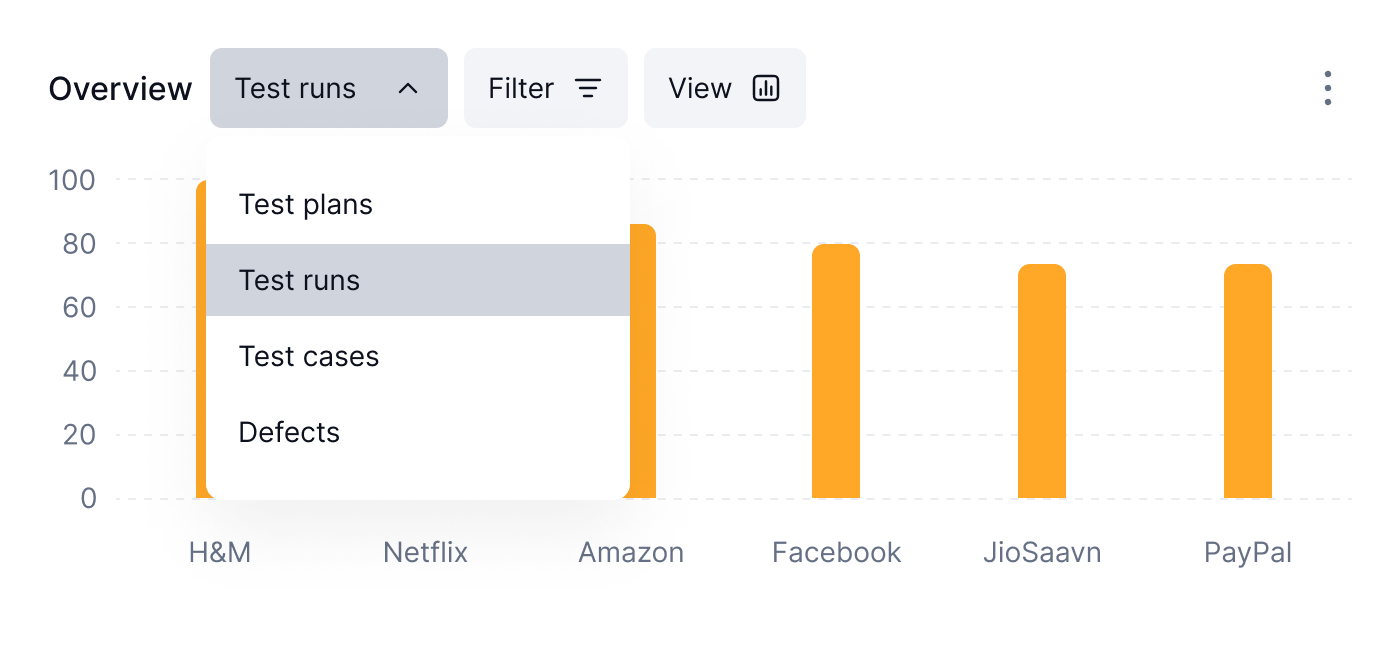 Overview Test runs Filter View
Test plans
Test runs
Test cases
Defects
100
80
60
40
20
0
H&M Netflix Amazon Facebook JioSaavn PayPal